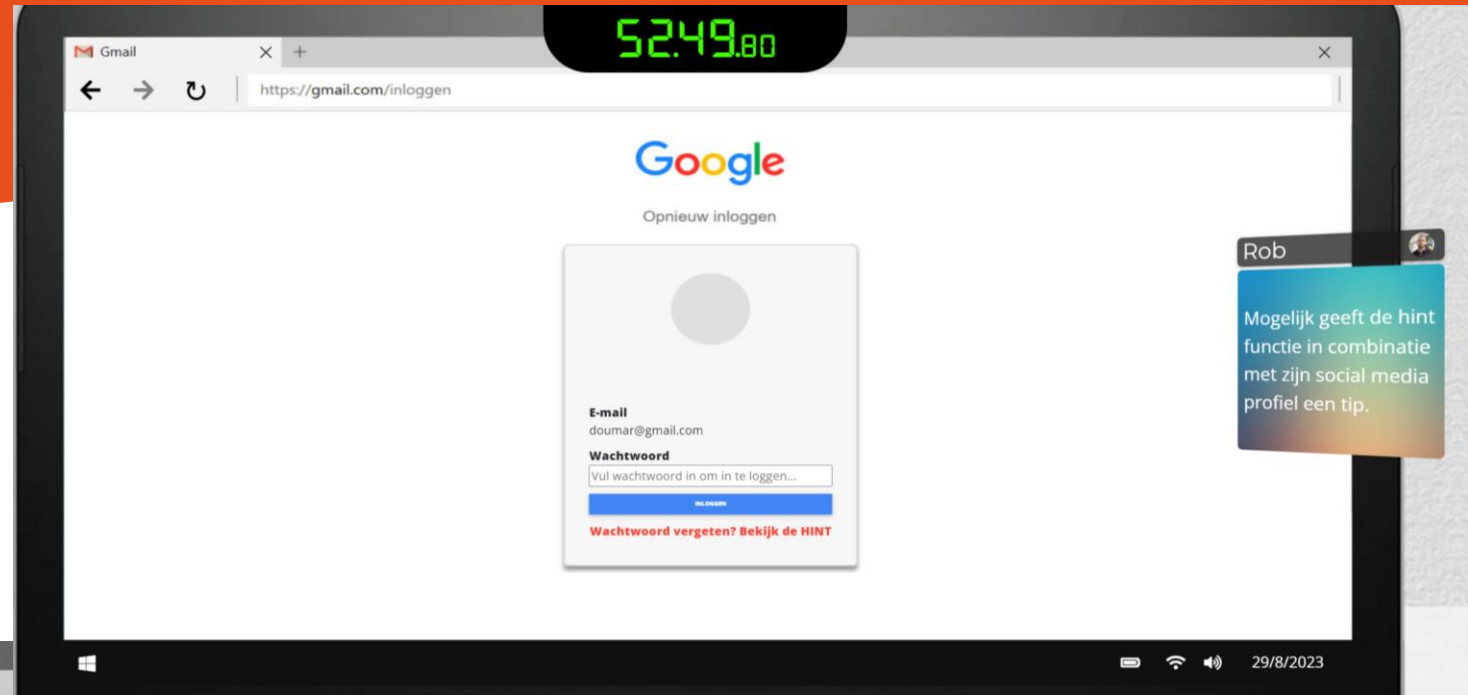 52.49.80
Gmail
https://gmail.com/inloggen
Google
Opnieuw inloggen
E-mail
doumar@gmail.com
Wachtwoord
Vul wachtwoord in om in te loggen...
INLOGGEN
Wachtwoord vergeten? Bekijk de HINT
Rob
Mogelijk geeft de hint
functie in combinatie
met zijn social media
profiel een tip.
29/8/2023